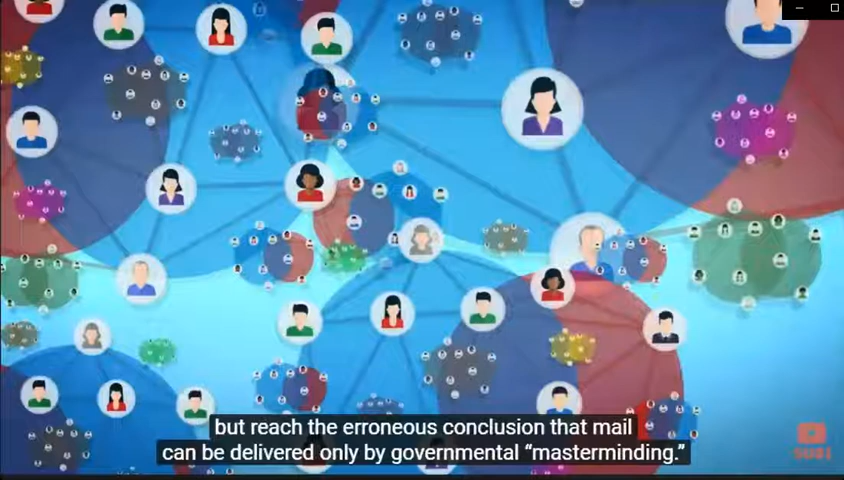 but reach the erroneous conclusion that mail
can be delivered only by governmental “masterminding.”